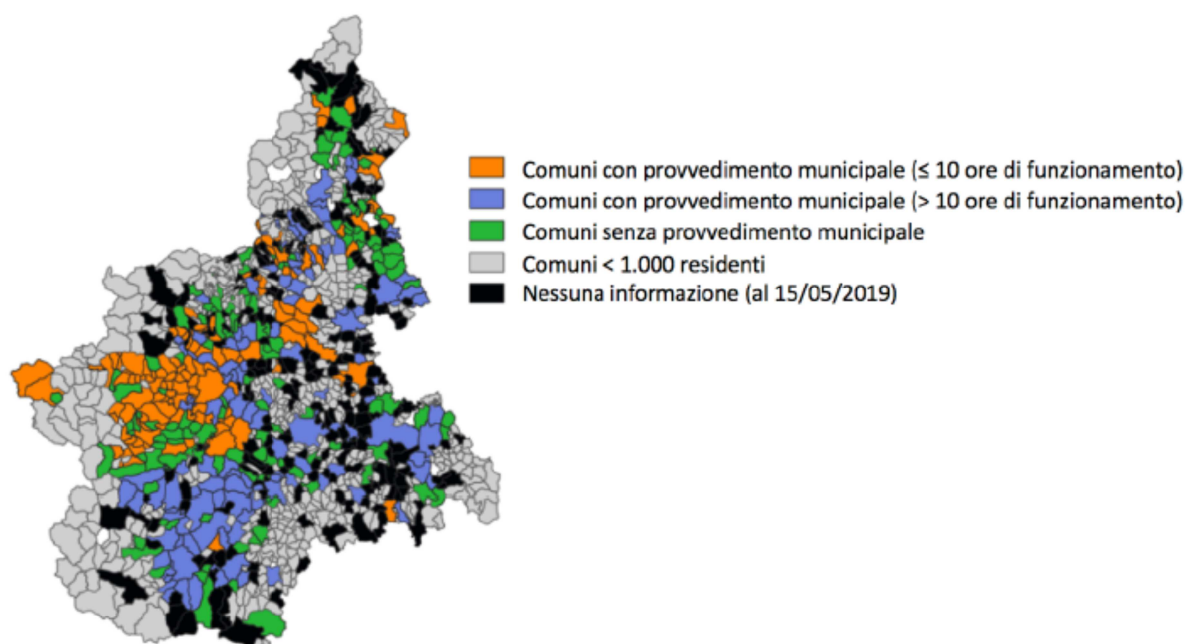 Comuni con provvedimento municipale (≤ 10 ore di funzionamento)
Comuni con provvedimento municipale (> 10 ore di funzionamento)
Comuni senza provvedimento municipale
Comuni < 1.000 residenti
Nessuna informazione (al 15/05/2019)